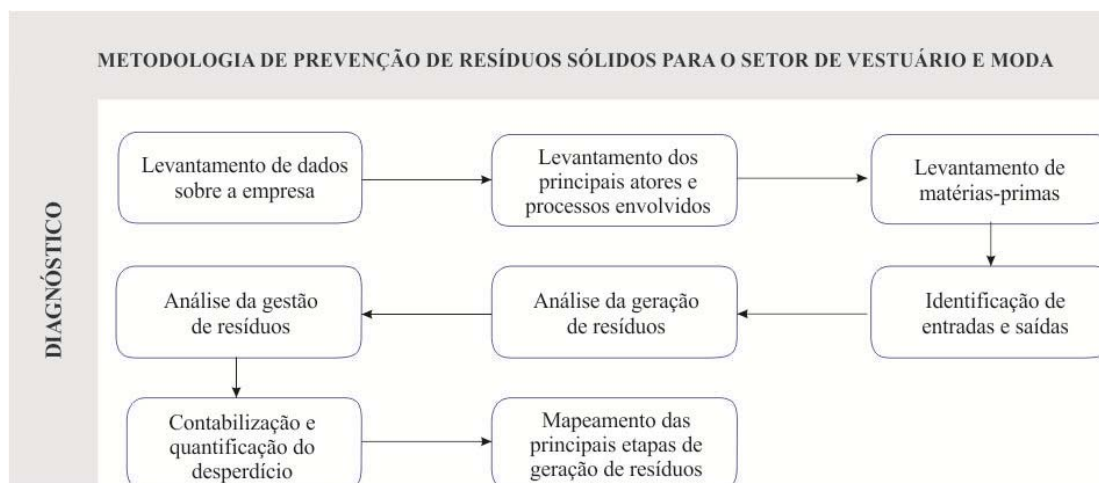 METODOLOGIA DE PREVENÇÃO DE RESÍDUOS SÓLIDOS PARA O SETOR DE VESTUÁRIO E MODA
DIAGNÓSTICO
Levantamento de dados
sobre a empresa
Levantamento dos
principais atores e
processos envolvidos
Levantamento de
matérias-primas
Identificação de
entradas e saídas
Análise da geração
de resíduos
Análise da gestão
de resíduos
Contabilização e
quantificação do
desperdício
Mapeamento das
principais etapas de
geração de resíduos